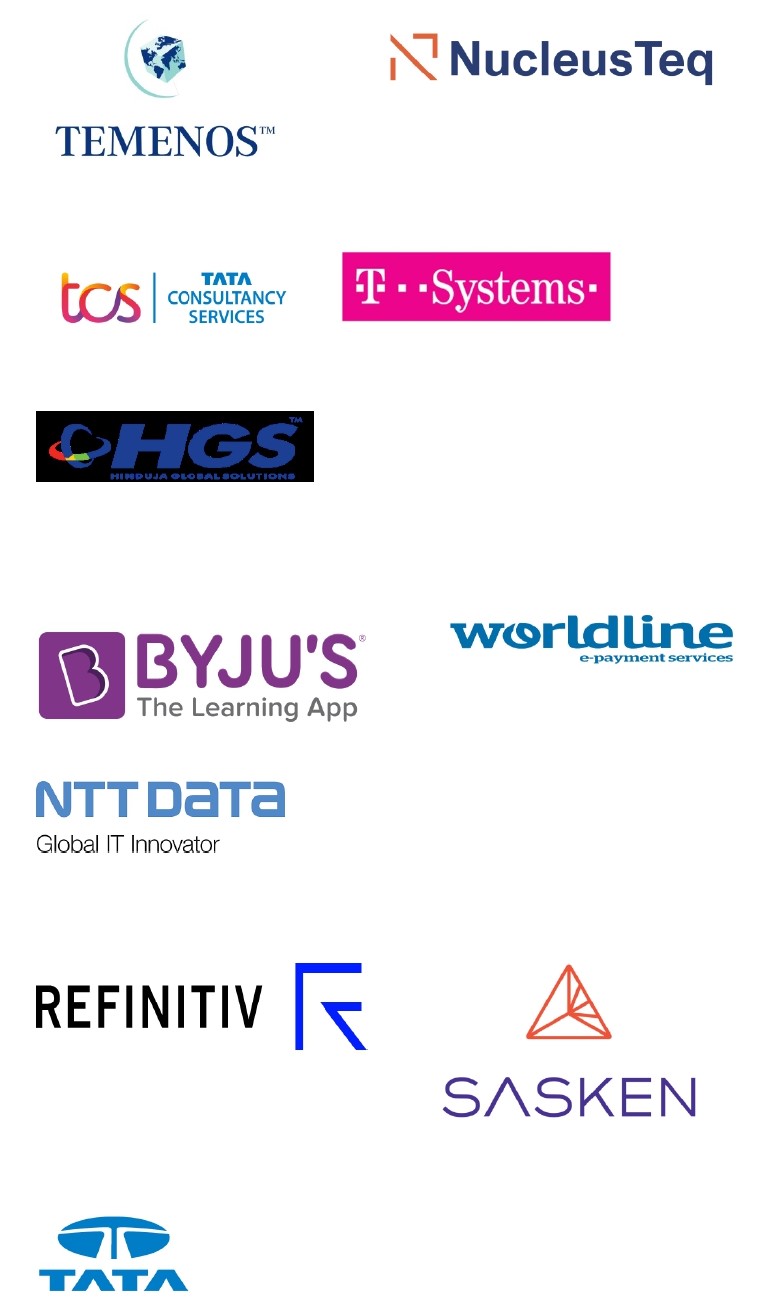 TEMENOS™
NucleusTeq
tcs
TATA
CONSULTANCY
SERVICES
T··Systems·
HGS™
HINDUJA GLOBAL SOLUTIONS
B
BYJU'S®
The Learning App
worldline
e-payment services
NTT DATA
Global IT Innovator
REFINITIV
SASKEN
TATA